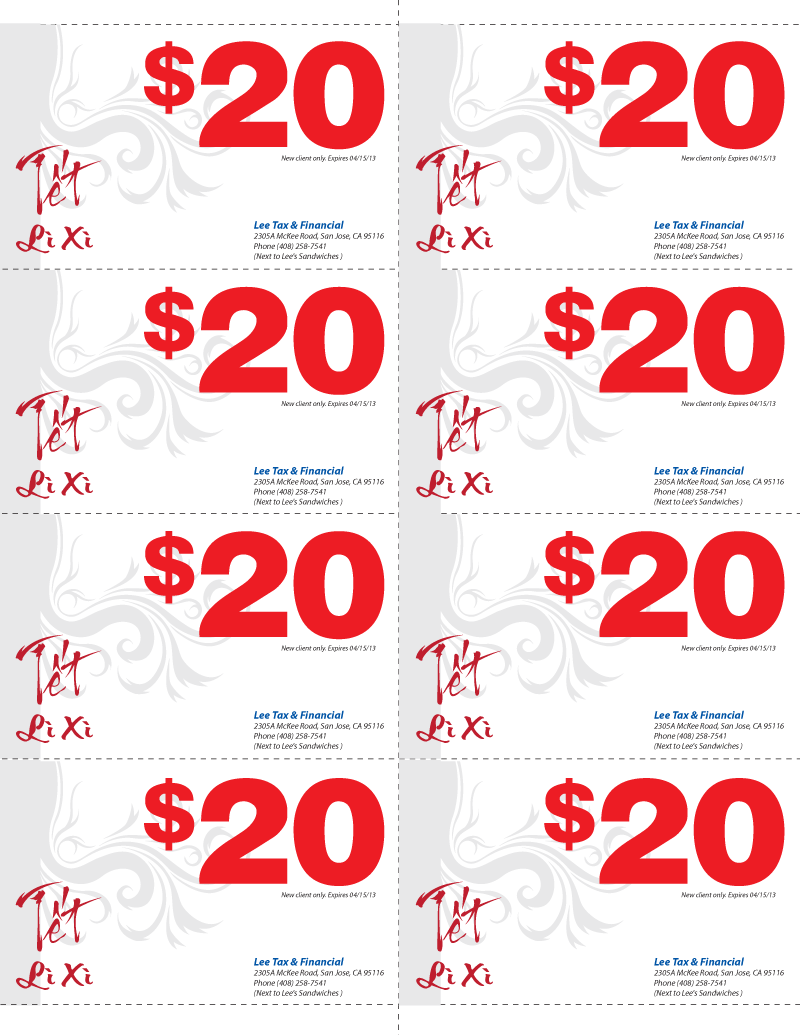 $20
New client only. Expires 04/15/13
Tết
Lì Xì
Lee Tax & Financial
2305A McKee Road, San Jose, CA 95116
Phone (408) 258-7541
(Next to Lee's Sandwiches )
$20
New client only. Expires 04/15/13
Tết
Lì Xì
Lee Tax & Financial
2305A McKee Road, San Jose, CA 95116
Phone (408) 258-7541
(Next to Lee's Sandwiches )
$20
New client only. Expires 04/15/13
Tết
Lì Xì
Lee Tax & Financial
2305A McKee Road, San Jose, CA 95116
Phone (408) 258-7541
(Next to Lee's Sandwiches )
$20
New client only. Expires 04/15/13
Tết
Lì Xì
Lee Tax & Financial
2305A McKee Road, San Jose, CA 95116
Phone (408) 258-7541
(Next to Lee's Sandwiches )
$20
New client only. Expires 04/15/13
Tết
Lì Xì
Lee Tax & Financial
2305A McKee Road, San Jose, CA 95116
Phone (408) 258-7541
(Next to Lee's Sandwiches )
$20
New client only. Expires 04/15/13
Tết
Lì Xì
Lee Tax & Financial
2305A McKee Road, San Jose, CA 95116
Phone (408) 258-7541
(Next to Lee's Sandwiches )
$20
New client only. Expires 04/15/13
Tết
Lì Xì
Lee Tax & Financial
2305A McKee Road, San Jose, CA 95116
Phone (408) 258-7541
(Next to Lee's Sandwiches )
$20
New client only. Expires 04/15/13
Tết
Lì Xì
Lee Tax & Financial
2305A McKee Road, San Jose, CA 95116
Phone (408) 258-7541
(Next to Lee's Sandwiches )